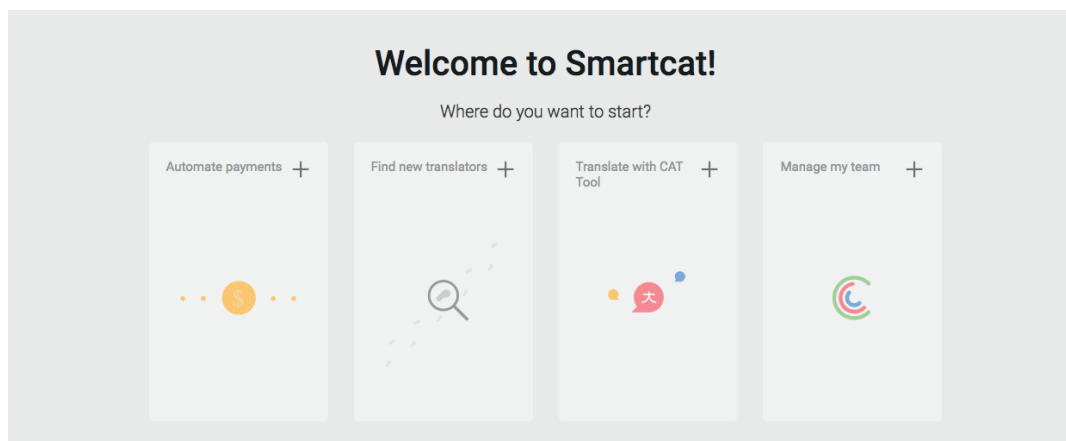 Welcome to Smartcat!
Where do you want to start?
Automate payments
Find new translators
Translate with CAT
Tool
Manage my team
$
大